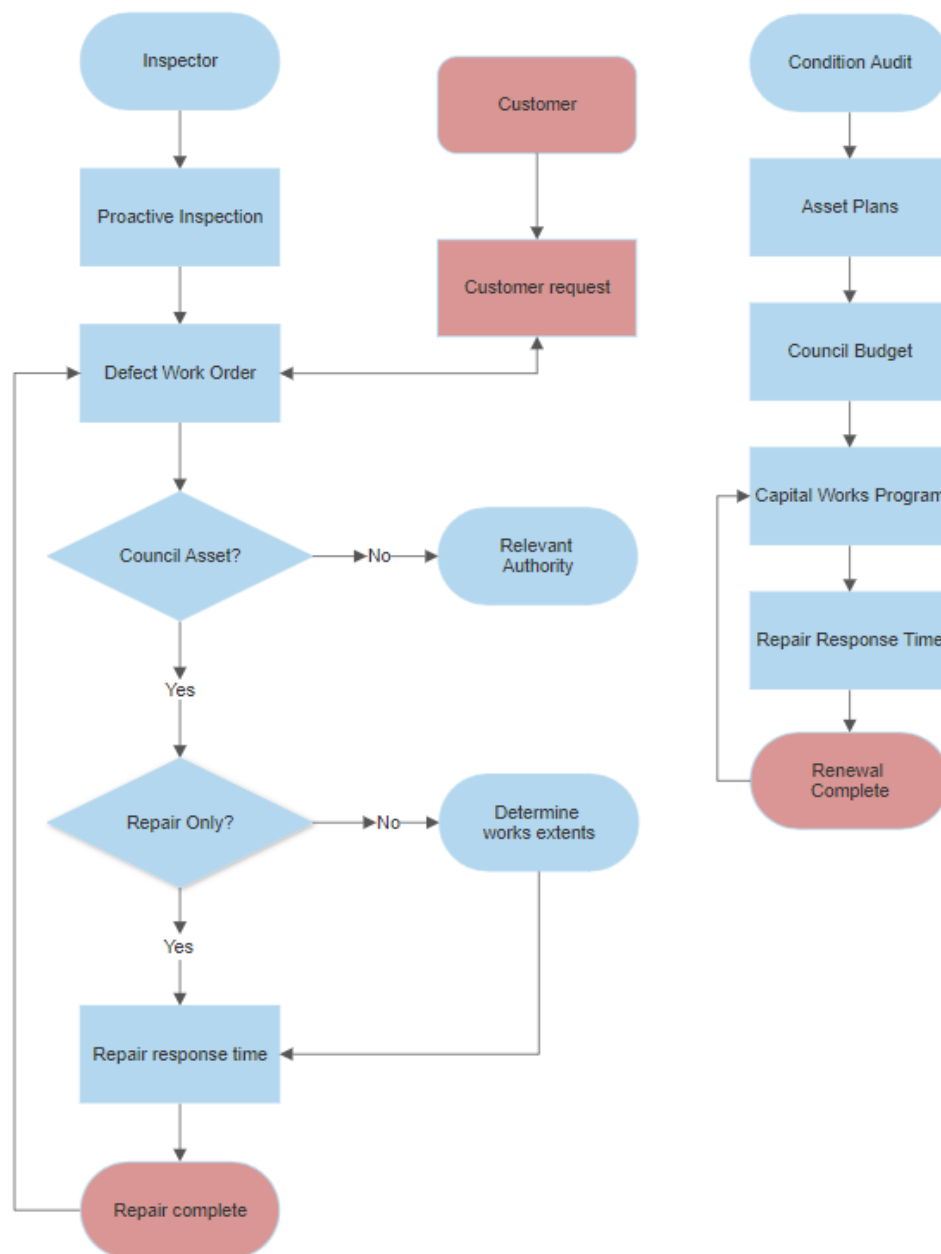 Inspector
Customer
Condition Audit
Proactive Inspection
Asset Plans
Customer request
Defect Work Order
Council Budget
Capital Works Program
Council Asset?
No
Relevant
Authority
Repair Response Time
Yes
Renewal
Complete
Repair Only?
No
Determine
works extents
Yes
Repair response time
Repair complete